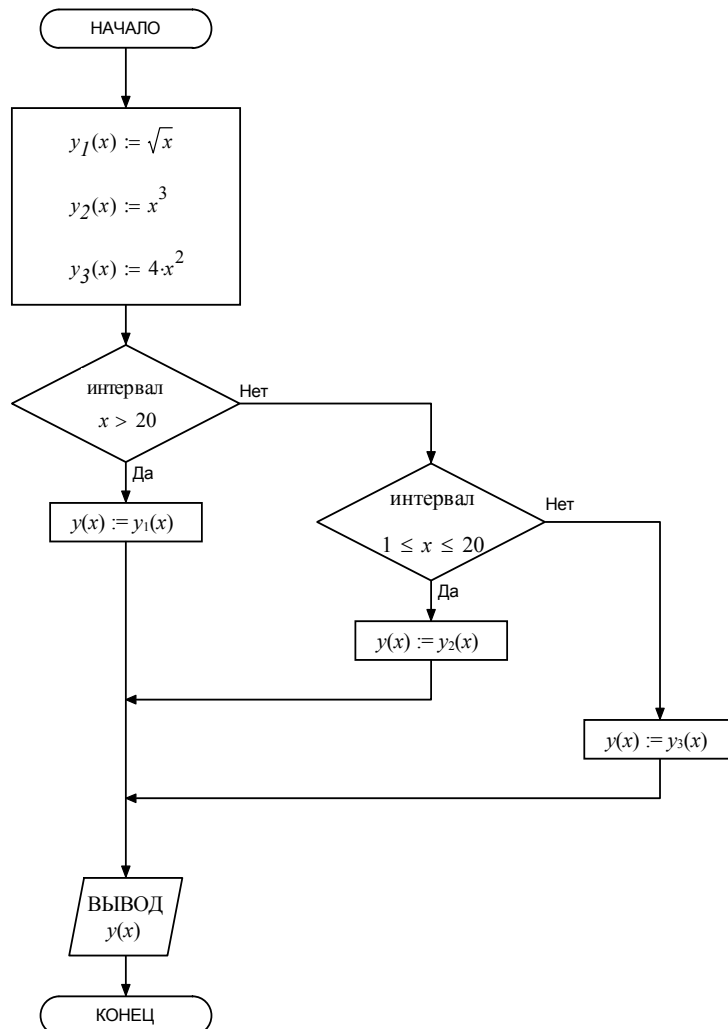 НАЧАЛО
y₁(x) := √x
y₂(x) := x³
y₃(x) := 4·x²
интервал
x > 20
Нет
Да
y(x) := y₁(x)
интервал
1 ≤ x ≤ 20
Нет
Да
y(x) := y₂(x)
y(x) := y₃(x)
ВЫВОД
y(x)
КОНЕЦ